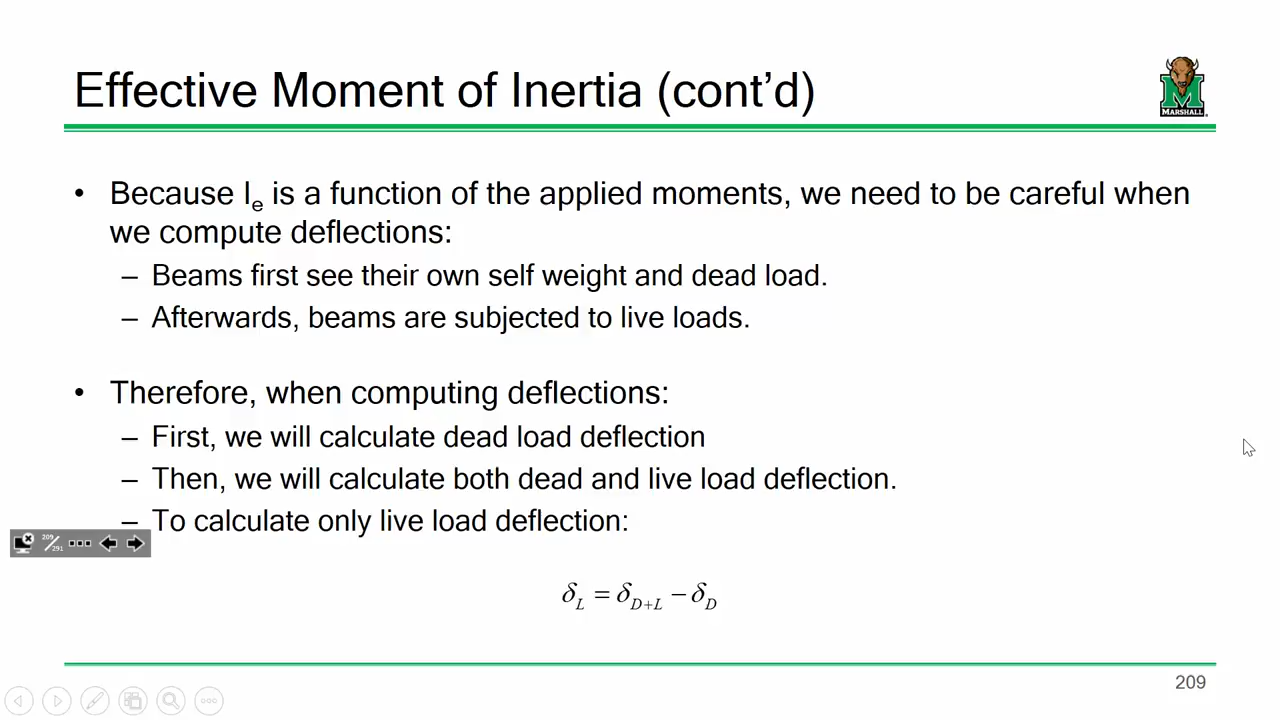 Effective Moment of Inertia (cont’d)
MARSHALL
• Because Ie is a function of the applied moments, we need to be careful when
we compute deflections:
– Beams first see their own self weight and dead load.
– Afterwards, beams are subjected to live loads.
• Therefore, when computing deflections:
– First, we will calculate dead load deflection
– Then, we will calculate both dead and live load deflection.
– To calculate only live load deflection:
209/291
δL = δD+L − δD
209